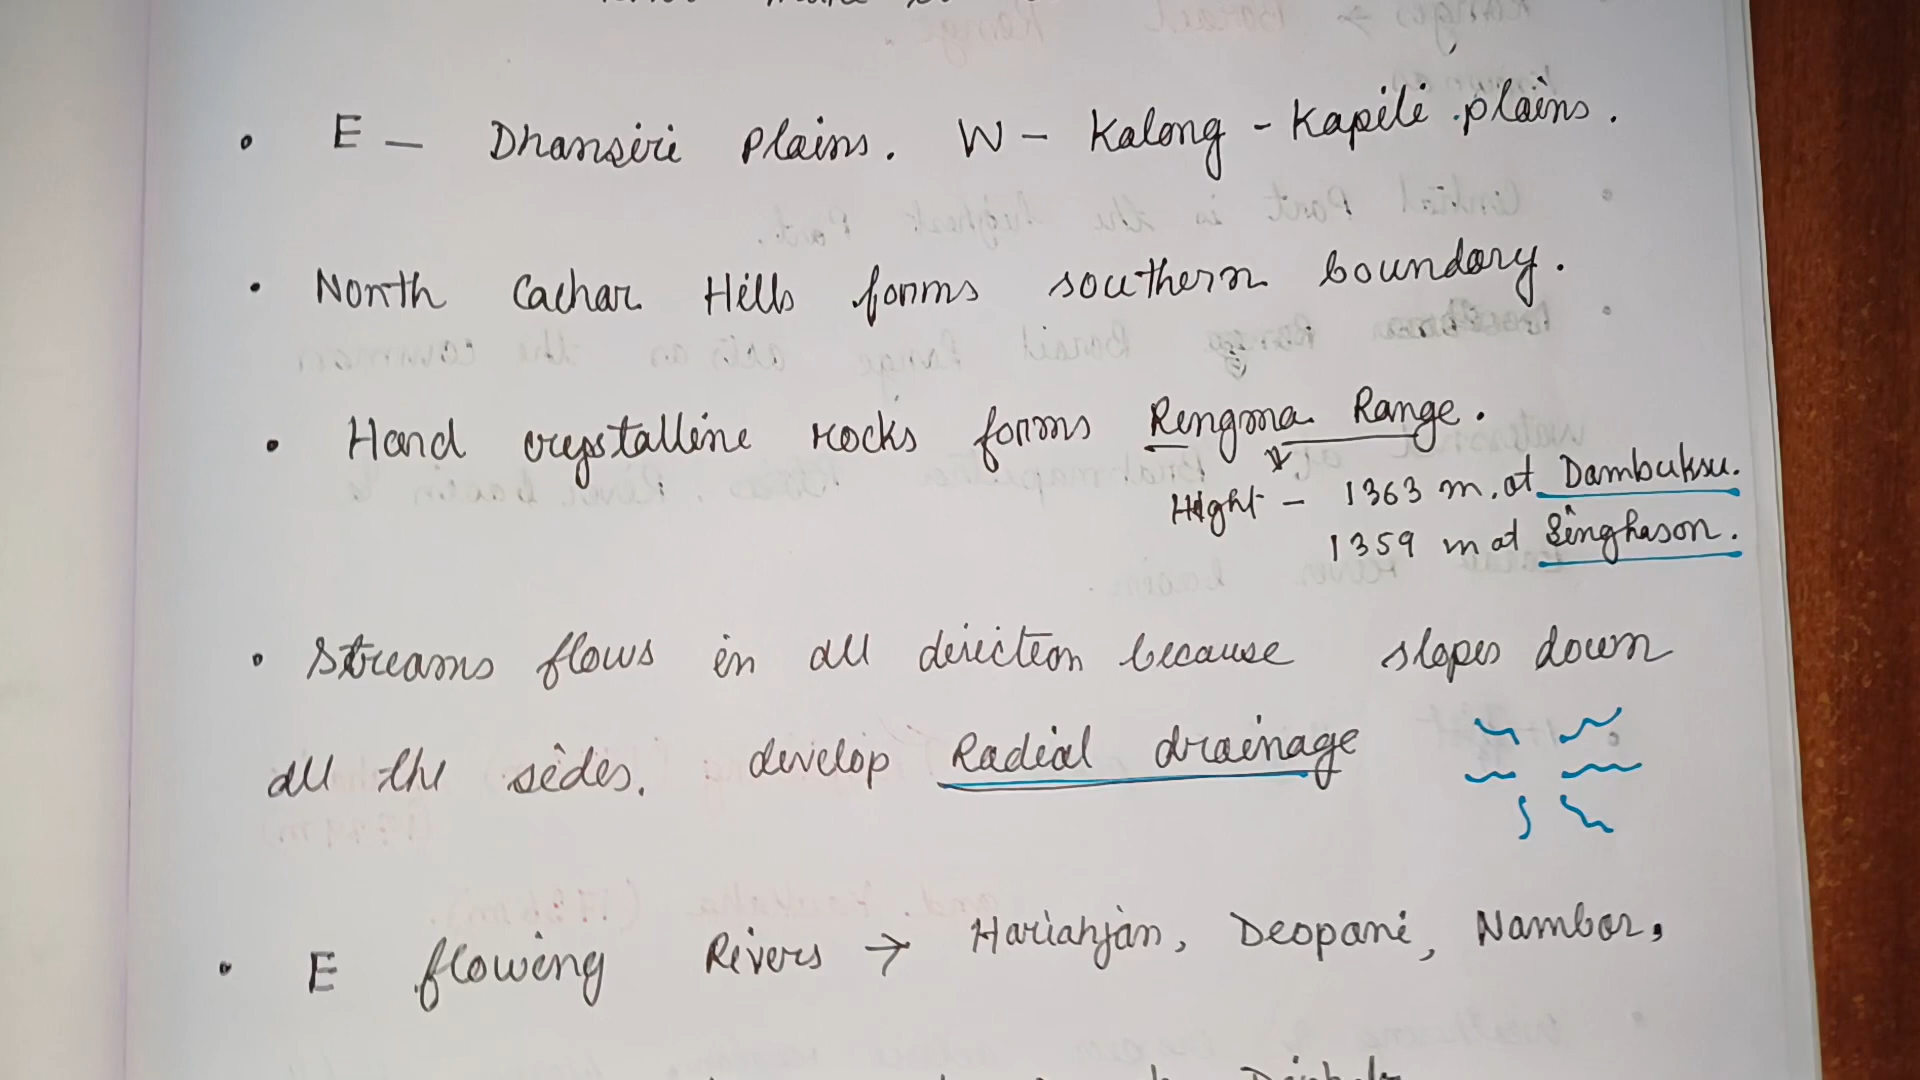 • E – Dhansiri Plains. W – Kalong - Kapili plains.
• North Cachar Hills forms southern boundary.
• Hard crystalline rocks forms Rengma Range.
Hight – 1363 m. at Dambuksu.
1359 m at Singhason.
• Streams flows in all direction because slopes down
all the sides. develop Radial drainage
• E flowing Rivers → Harianjan, Deopani, Nambor,